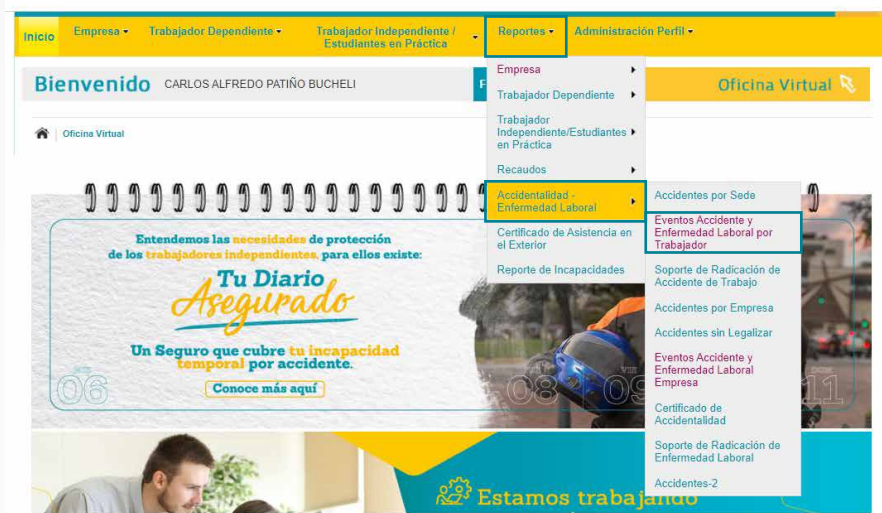 Inicio
Empresa
Trabajador Dependiente
Trabajador Independiente /
Estudiantes en Práctica
Reportes
Administración Perfil
Bienvenido CARLOS ALFREDO PATIÑO BUCHELI
F
Oficina Virtual
Oficina Virtual
Empresa
Trabajador Dependiente
Trabajador
Independiente/Estudiantes
en Práctica
Recaudos
Accidentalidad -
Enfermedad Laboral
Certificado de Asistencia en
el Exterior
Reporte de Incapacidades
Accidentes por Sede
Eventos Accidente y
Enfermedad Laboral por
Trabajador
Soporte de Radicación de
Accidente de Trabajo
Accidentes por Empresa
Accidentes sin Legalizar
Eventos Accidente y
Enfermedad Laboral
Empresa
Certificado de
Accidentalidad
Soporte de Radicación de
Enfermedad Laboral
Accidentes-2
Entendemos las necesidades de protección
de los trabajadores independientes, para ellos existe:
Tu Diario
Asegurado
Un Seguro que cubre tu incapacidad
temporal por accidente.
Conoce más aquí
06
08
09
11
Estamos trabajando